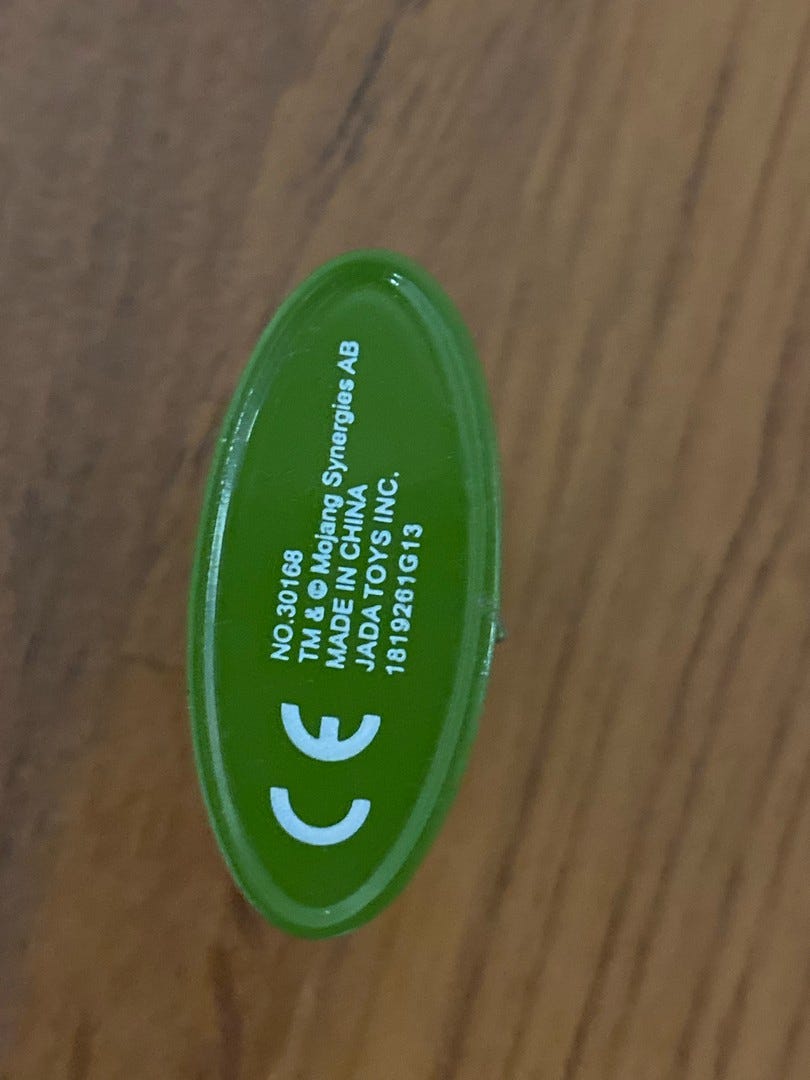 CE
NO.30168
TM & © Mojang Synergies AB
MADE IN CHINA
JADA TOYS INC.
1819261G13